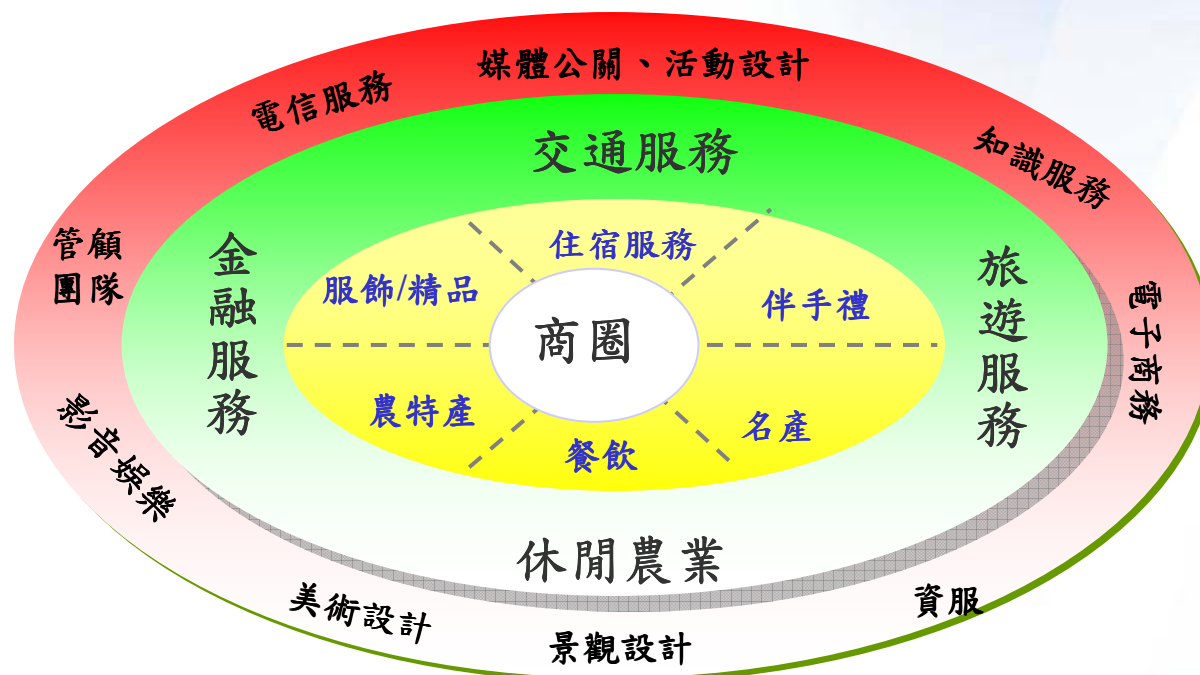 媒體公關、活動設計
電信服務
知識服務
交通服務
管顧
團隊
金融服務
住宿服務
服飾/精品
伴手禮
旅遊服務
電子商務
商圈
農特產
名產
餐飲
影音娛樂
休閒農業
美術設計
景觀設計
資服